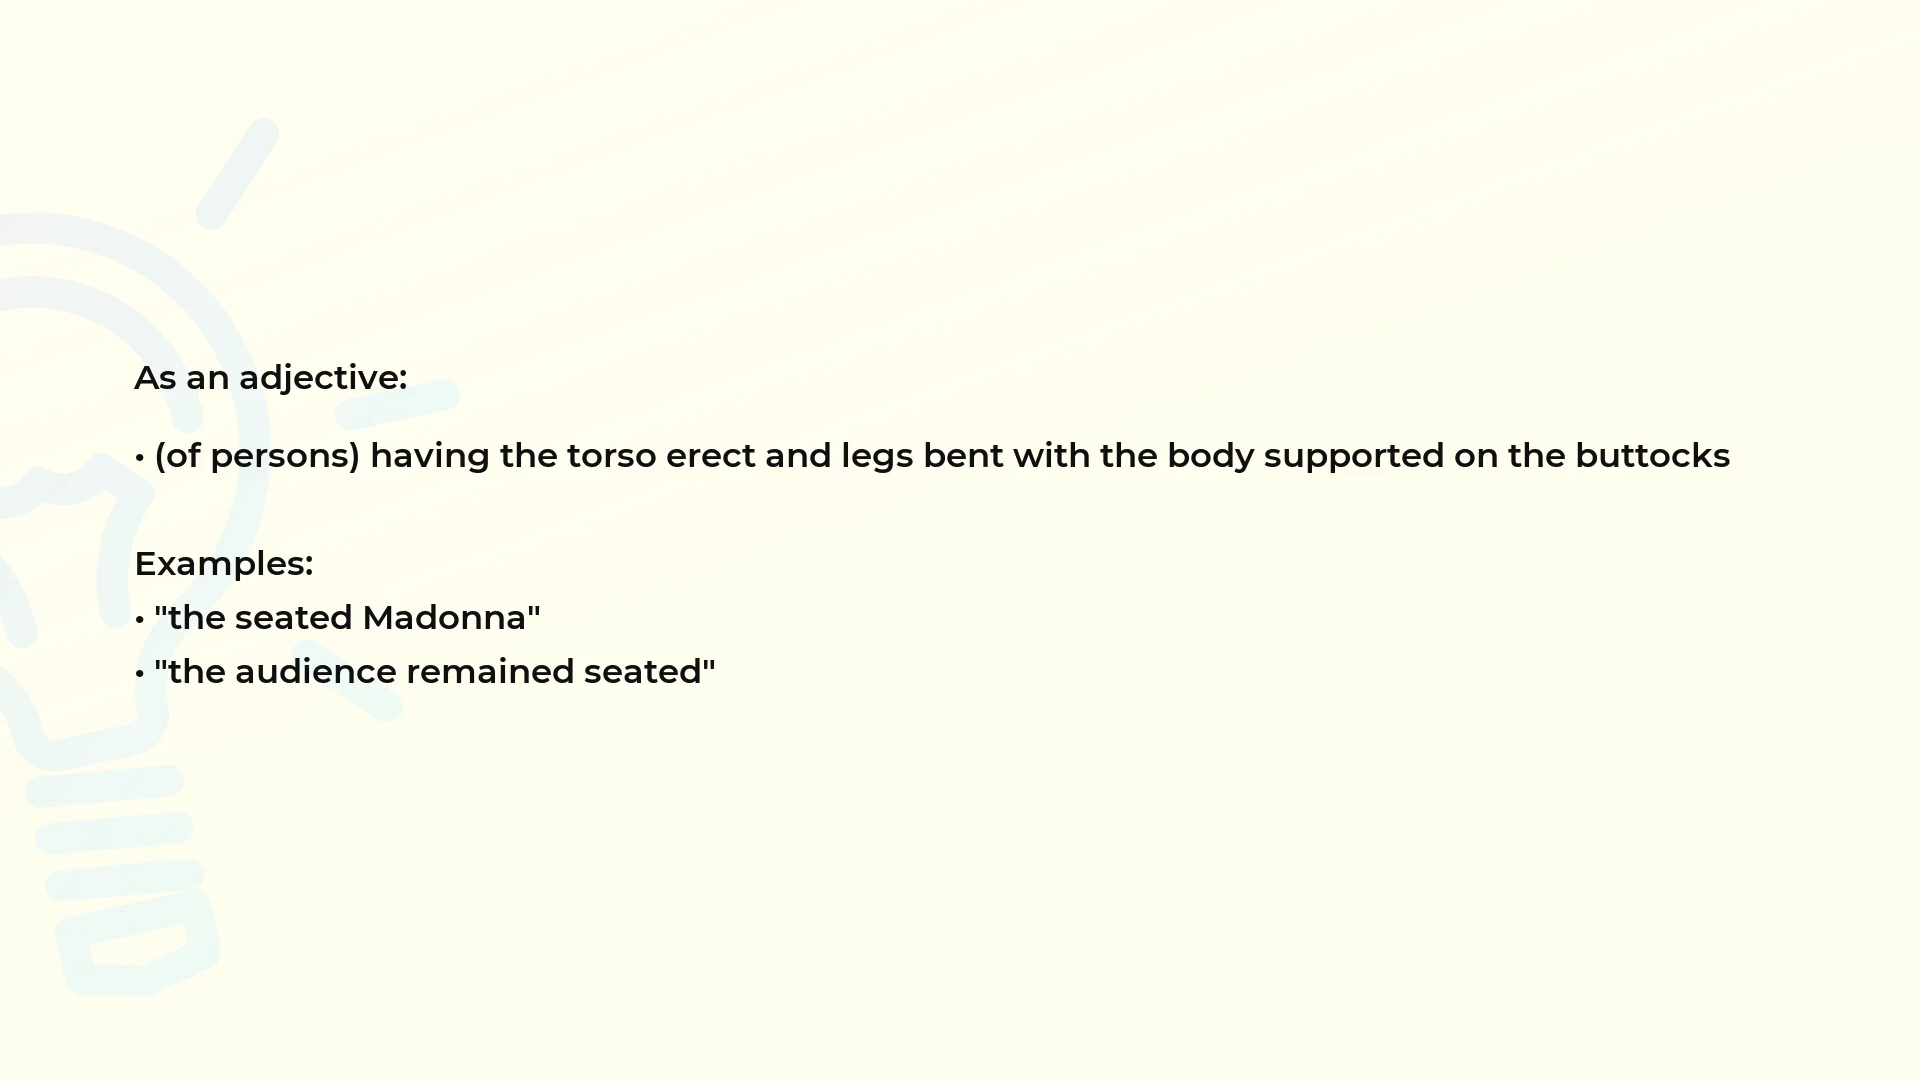 As an adjective:
• (of persons) having the torso erect and legs bent with the body supported on the buttocks
Examples:
• "the seated Madonna"
• "the audience remained seated"